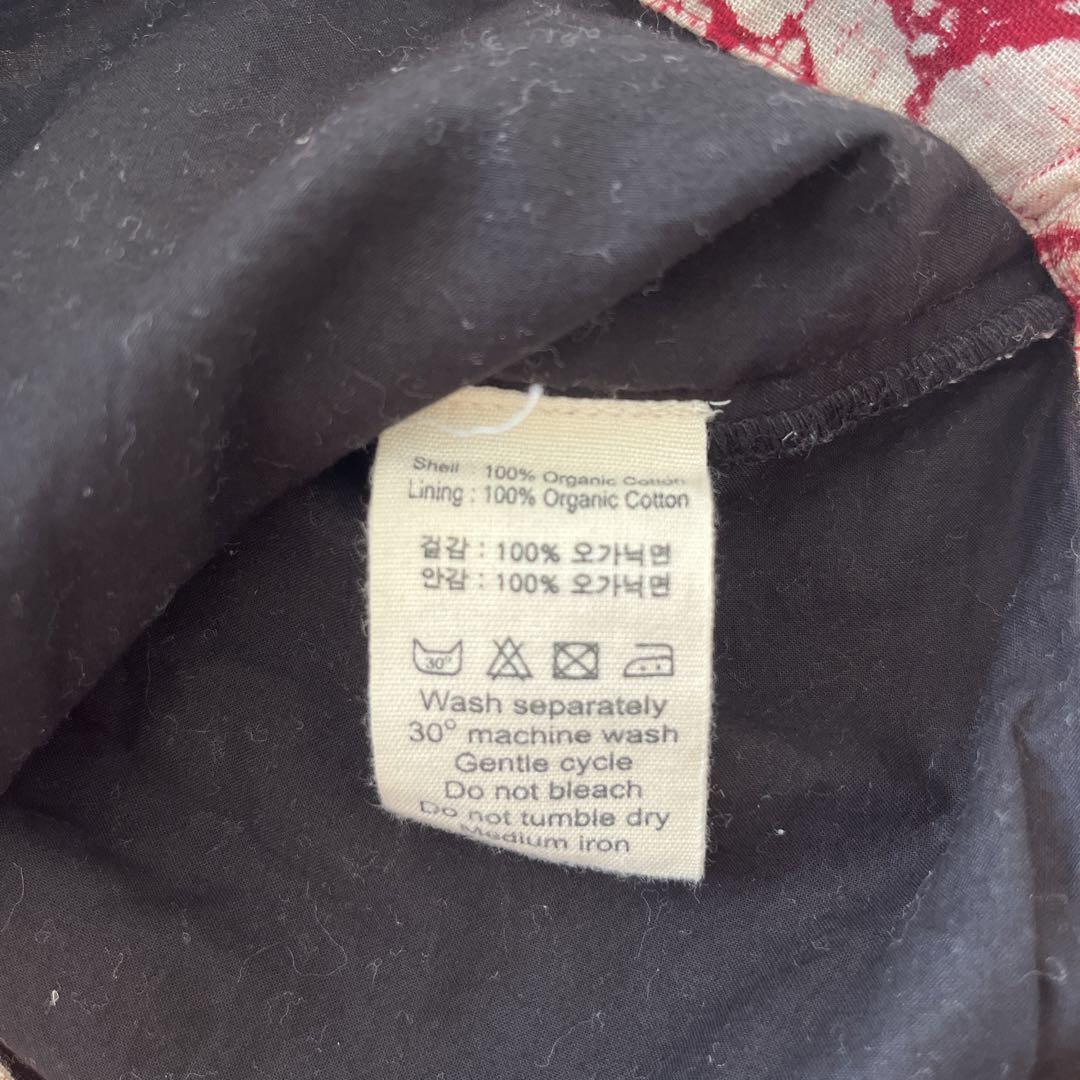 Shell : 100% Organic Cotton
Lining : 100% Organic Cotton
겉감 : 100% 오가닉면
안감 : 100% 오가닉면
30°
Wash separately
30° machine wash
Gentle cycle
Do not bleach
Do not tumble dry
Medium iron